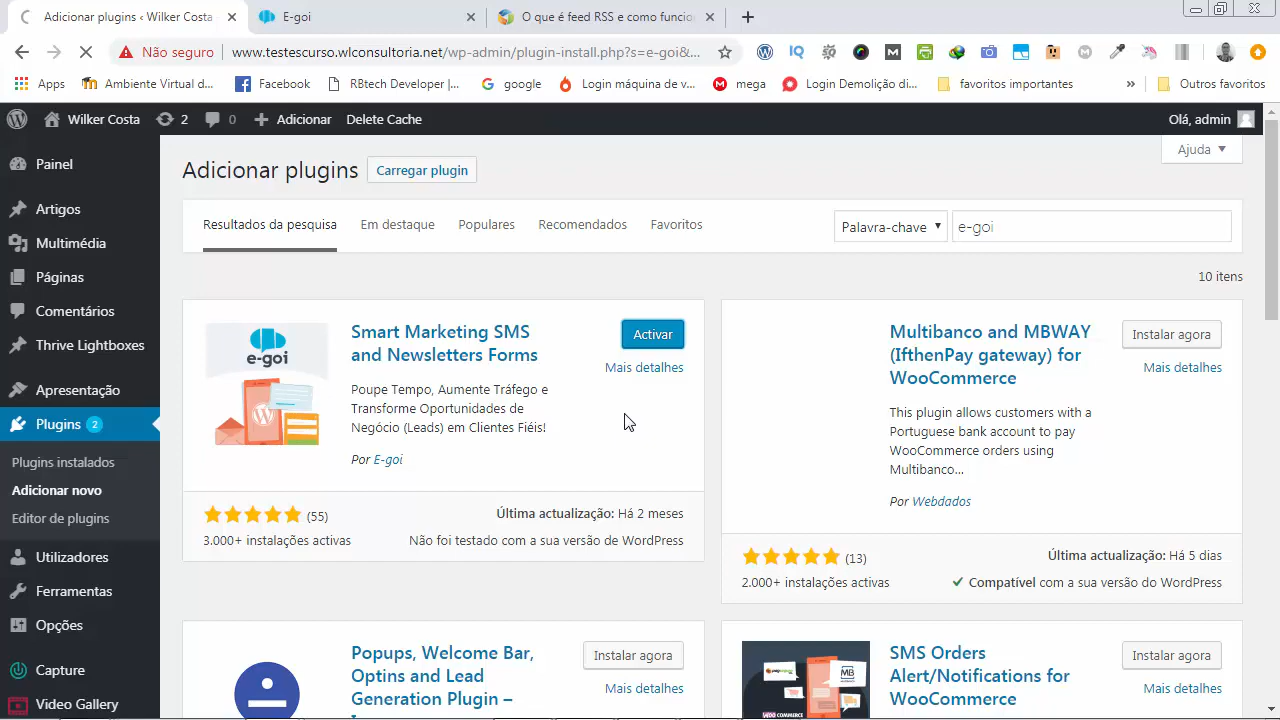 Adicionar plugins ‹ Wilker Costa
E-goi
O que é feed RSS e como funcio
Não seguro
www.testescurso.wlconsultoria.net/wp-admin/plugin-install.php?s=e-goi&...
Apps
Ambiente Virtual d...
Facebook
RBtech Developer |...
google
Login máquina de v...
mega
Login Demolição di...
favoritos importantes
»
Outros favoritos
Wilker Costa
2
0
Adicionar
Delete Cache
Olá, admin
Painel
Artigos
Multimédia
Páginas
Comentários
Thrive Lightboxes
Apresentação
Plugins 2
Plugins instalados
Adicionar novo
Editor de plugins
Utilizadores
Ferramentas
Opções
Capture
Video Gallery
Ajuda
Adicionar plugins
Carregar plugin
Resultados da pesquisa
Em destaque
Populares
Recomendados
Favoritos
Palavra-chave
e-goi
10 itens
e-goi
Smart Marketing SMS
and Newsletters Forms
Activar
Mais detalhes
Poupe Tempo, Aumente Tráfego e
Transforme Oportunidades de
Negócio (Leads) em Clientes Fiéis!
Por E-goi
(55)
3.000+ instalações activas
Última actualização: Há 2 meses
Não foi testado com a sua versão de WordPress
Multibanco and MBWAY
(IfthenPay gateway) for
WooCommerce
Instalar agora
Mais detalhes
This plugin allows customers with a
Portuguese bank account to pay
WooCommerce orders using
Multibanco...
Por Webdados
(13)
2.000+ instalações activas
Última actualização: Há 5 dias
Compatível com a sua versão do WordPress
Popups, Welcome Bar,
Optins and Lead
Generation Plugin –
Instalar agora
Mais detalhes
SMS Orders
Alert/Notifications for
WooCommerce
Instalar agora
Mais detalhes